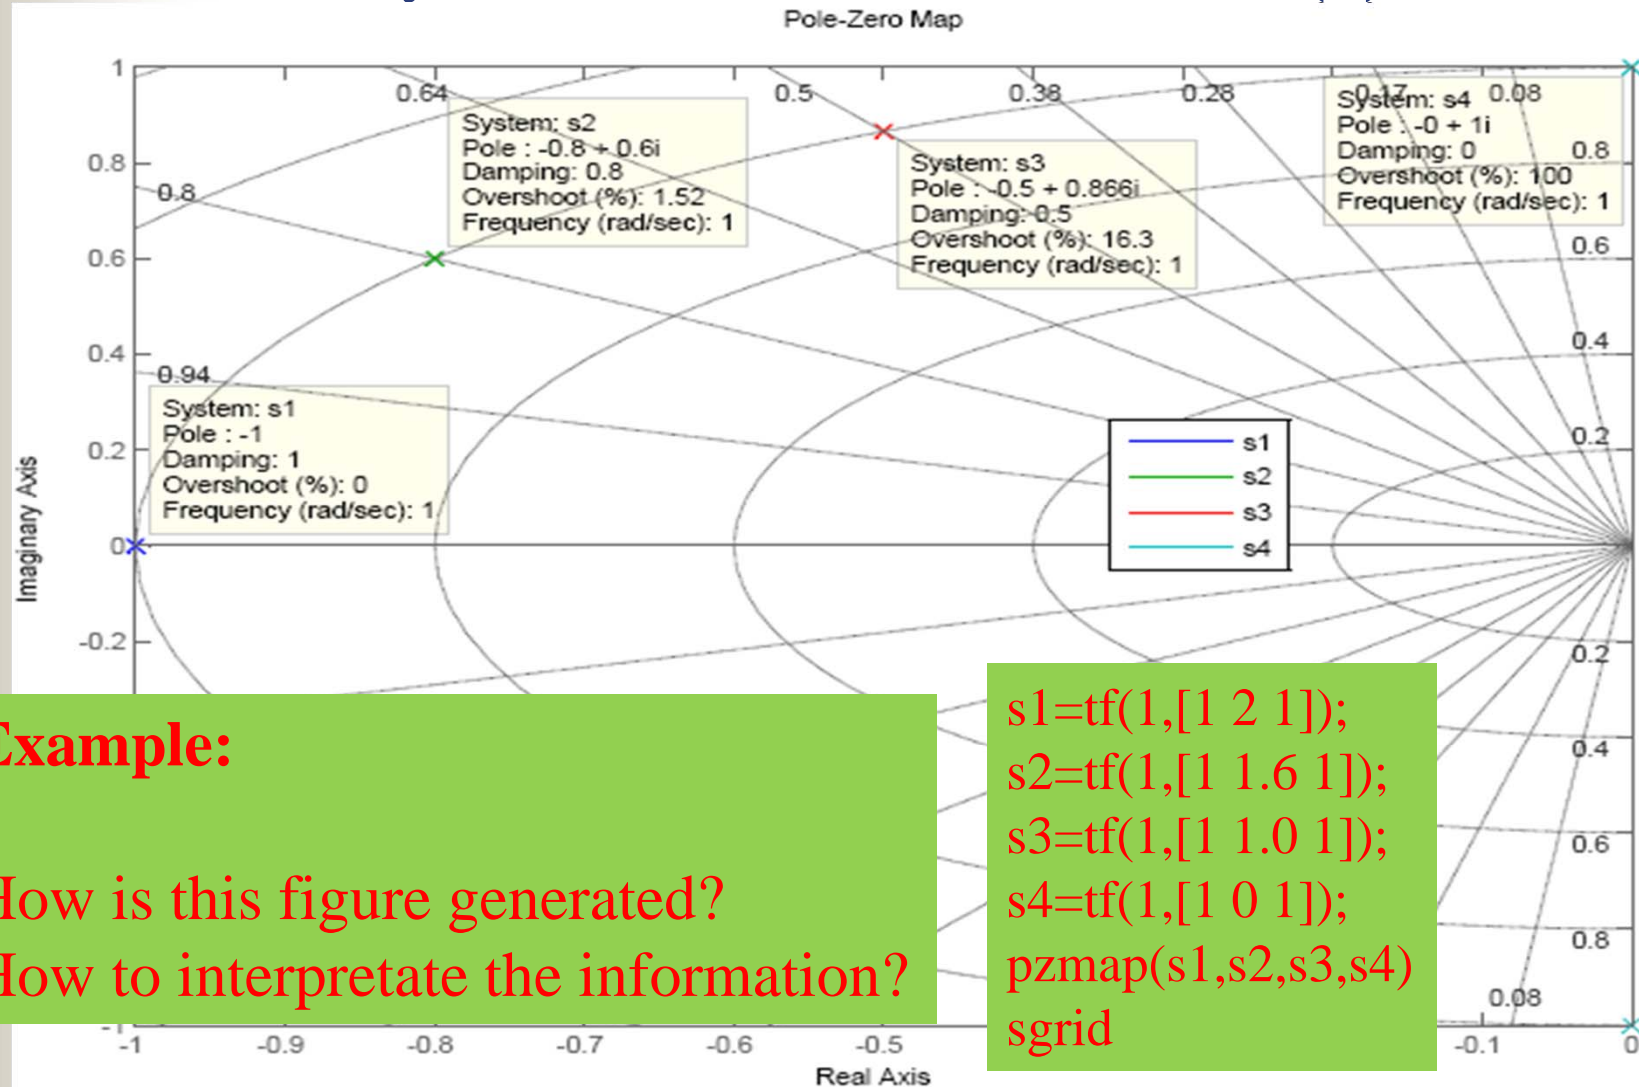 Pole-Zero Map
1
0.64
0.5
0.38
0.28
0.17
0.08
System: s2
Pole : -0.8 + 0.6i
Damping: 0.8
Overshoot (%): 1.52
Frequency (rad/sec): 1
System: s3
Pole : -0.5 + 0.866i
Damping: 0.5
Overshoot (%): 16.3
Frequency (rad/sec): 1
System: s4
Pole : -0 + 1i
Damping: 0
Overshoot (%): 100
Frequency (rad/sec): 1
0.8
0.8
0.8
0.6
0.6
0.4
0.4
0.94
System: s1
Pole : -1
Damping: 1
Overshoot (%): 0
Frequency (rad/sec): 1
0.2
0.2
s1
s2
s3
s4
0
Imaginary Axis
-0.2
0.2
0.4
0.6
0.8
0.08
Example:
How is this figure generated?
How to interpretate the information?
s1=tf(1,[1 2 1]);
s2=tf(1,[1 1.6 1]);
s3=tf(1,[1 1.0 1]);
s4=tf(1,[1 0 1]);
pzmap(s1,s2,s3,s4)
sgrid
-1
-1
-0.9
-0.8
-0.7
-0.6
-0.5
-0.1
0
Real Axis